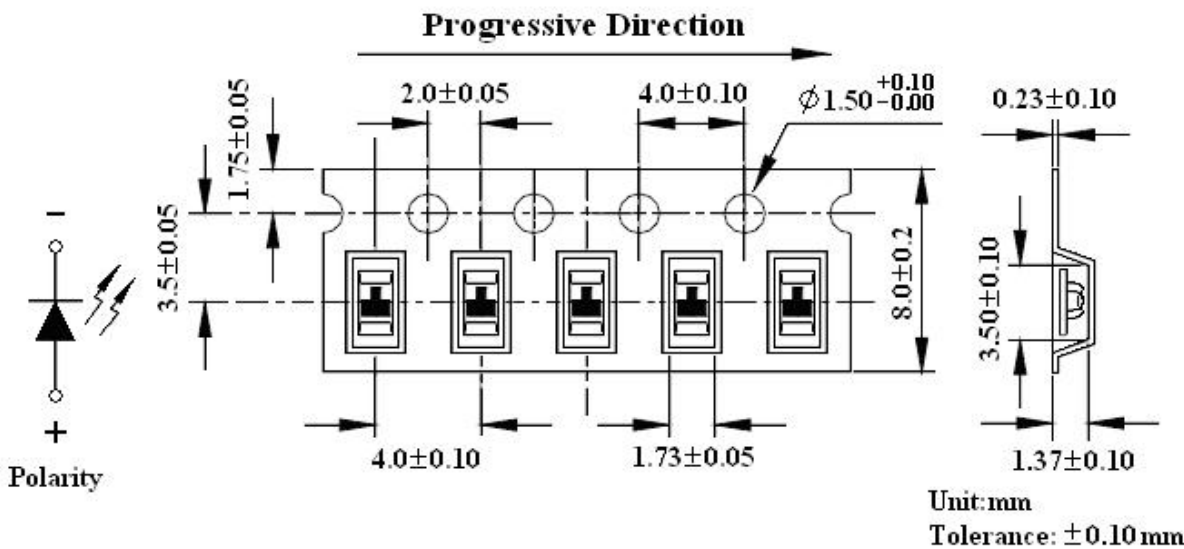 Progressive Direction
1.75±0.05
2.0±0.05
4.0±0.10
ϕ1.50 +0.10 -0.00
0.23±0.10
-
3.5±0.05
8.0±0.2
3.50±0.10
+
Polarity
4.0±0.10
1.73±0.05
1.37±0.10
Unit:mm
Tolerance: ±0.10mm